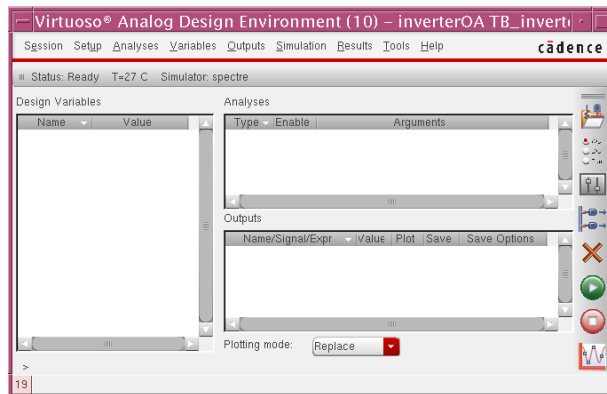 Virtuoso® Analog Design Environment (10) – inverterOA TB_inverte
Session Setup Analyses Variables Outputs Simulation Results Tools Help cādence
Status: Ready T=27 C Simulator: spectre
Design Variables
Name Value
Analyses
Type Enable Arguments
Outputs
Name/Signal/Expr Value Plot Save Save Options
Plotting mode: Replace
>
19